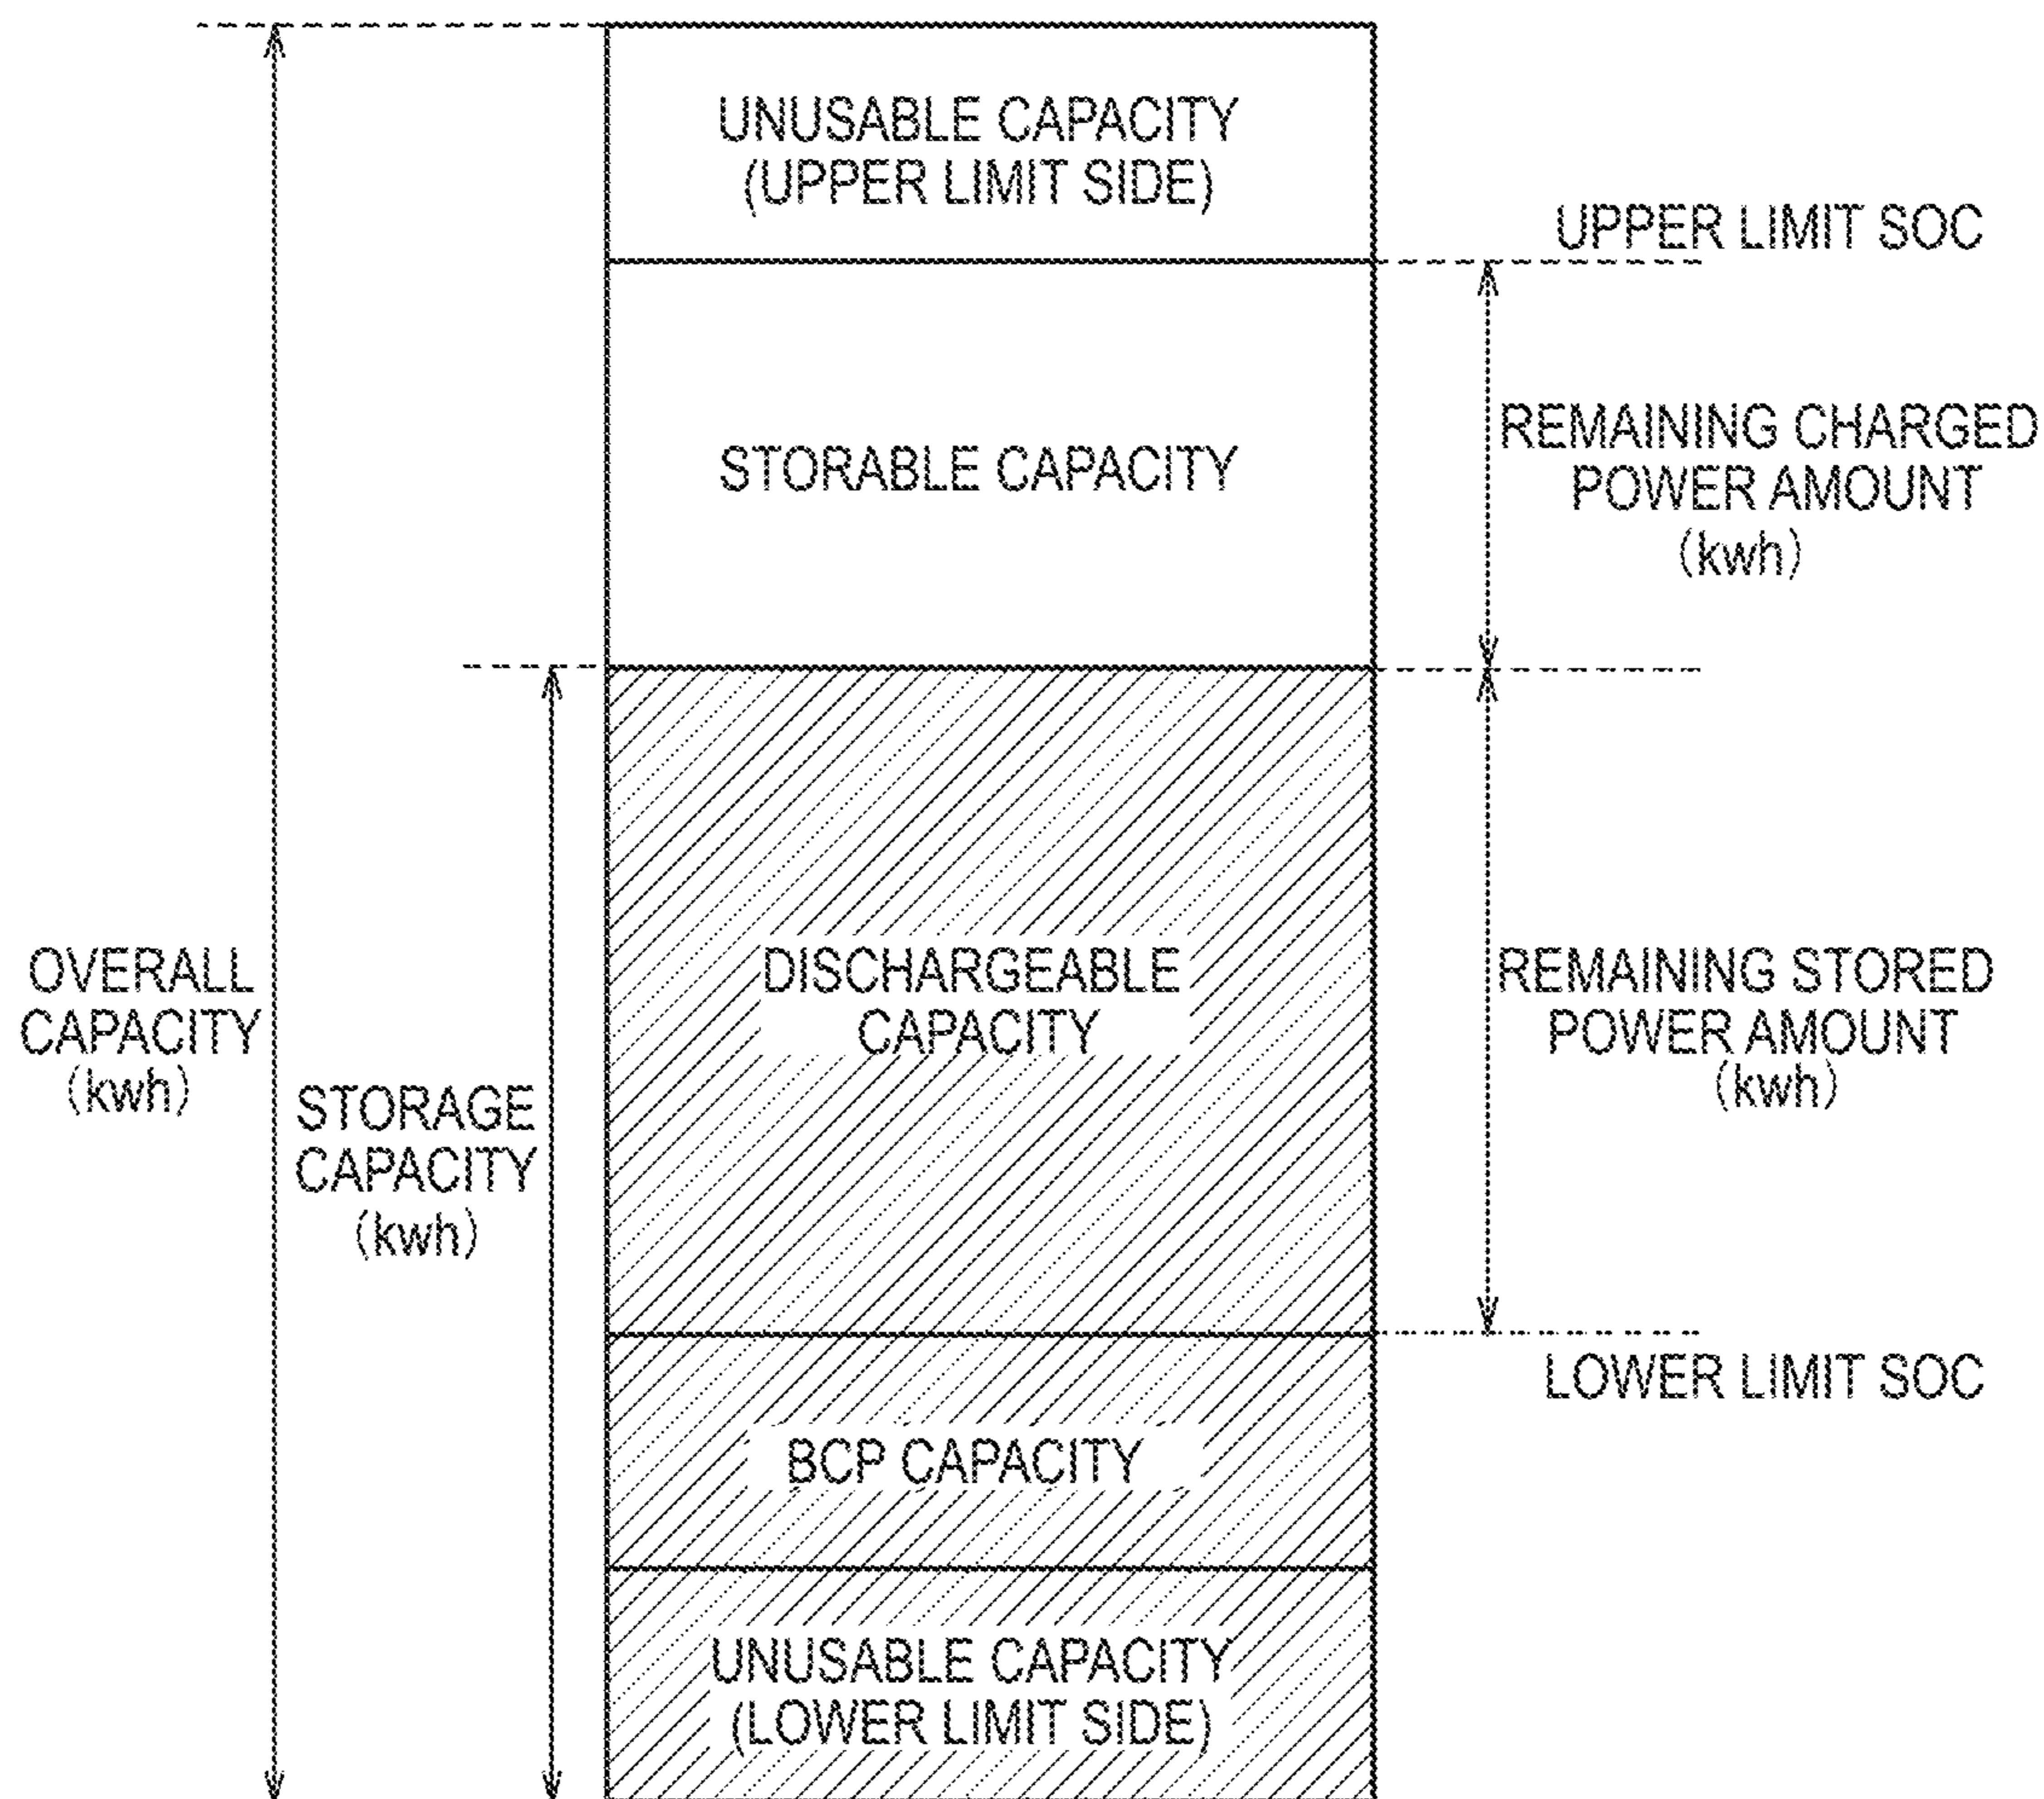 UNUSABLE CAPACITY
(UPPER LIMIT SIDE)
UPPER LIMIT SOC
STORABLE CAPACITY
REMAINING CHARGED
POWER AMOUNT
(kwh)
OVERALL
CAPACITY
(kwh)
STORAGE
CAPACITY
(kwh)
DISCHARGEABLE
CAPACITY
REMAINING STORED
POWER AMOUNT
(kwh)
LOWER LIMIT SOC
BCP CAPACITY
UNUSABLE CAPACITY
(LOWER LIMIT SIDE)